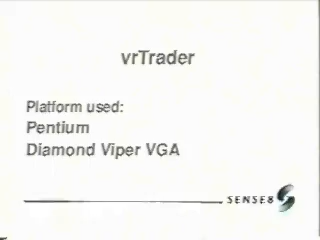 vrTrader
Platform used:
Pentium
Diamond Viper VGA
SENSE8